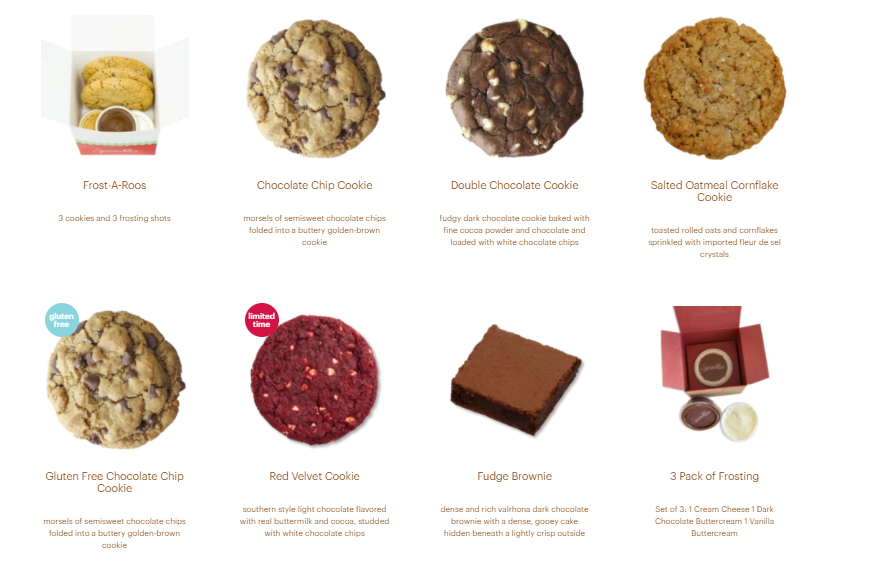 Frost-A-Roos
3 cookies and 3 frosting shots
Chocolate Chip Cookie
morsels of semisweet chocolate chips
folded into a buttery golden-brown
cookie
Double Chocolate Cookie
fudgy dark chocolate cookie baked with
fine cocoa powder and chocolate and
loaded with white chocolate chips
Salted Oatmeal Cornflake
Cookie
toasted rolled oats and cornflakes
sprinkled with imported fleur de sel
crystals
gluten
free
Gluten Free Chocolate Chip
Cookie
morsels of semisweet chocolate chips
folded into a buttery golden-brown
cookie
limited
time
Red Velvet Cookie
southern style light chocolate flavored
with real buttermilk and cocoa, studded
with white chocolate chips
Fudge Brownie
dense and rich valrhona dark chocolate
brownie with a dense, gooey cake
hidden beneath a lightly crisp outside
3 Pack of Frosting
Set of 3: 1 Cream Cheese 1 Dark
Chocolate Buttercream 1 Vanilla
Buttercream